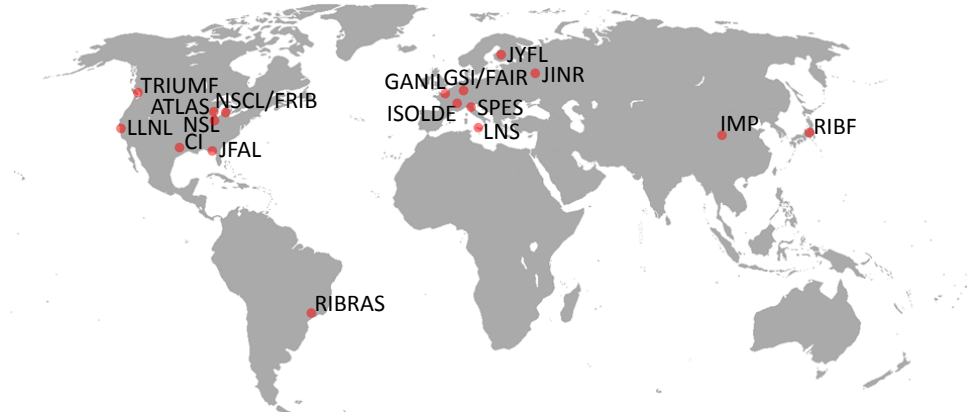 JYFL
GANIL
GSI/FAIR
JINR
TRIUMF
ATLAS
NSCL/FRIB
ISOLDE
SPES
NSL
LLNL
LNS
IMP
RIBF
CI
JFAL
RIBRAS